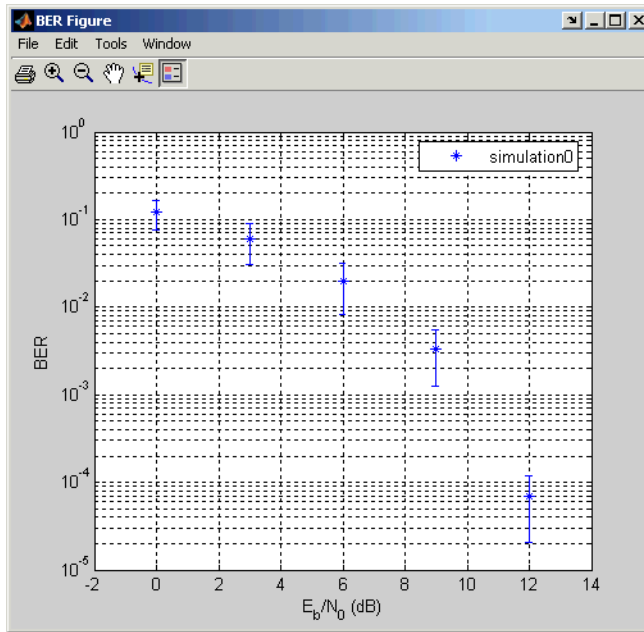 BER Figure
File Edit Tools Window
simulation0
10^0
10^-1
10^-2
10^-3
10^-4
10^-5
BER
-2 0 2 4 6 8 10 12 14
E_b/N_0 (dB)